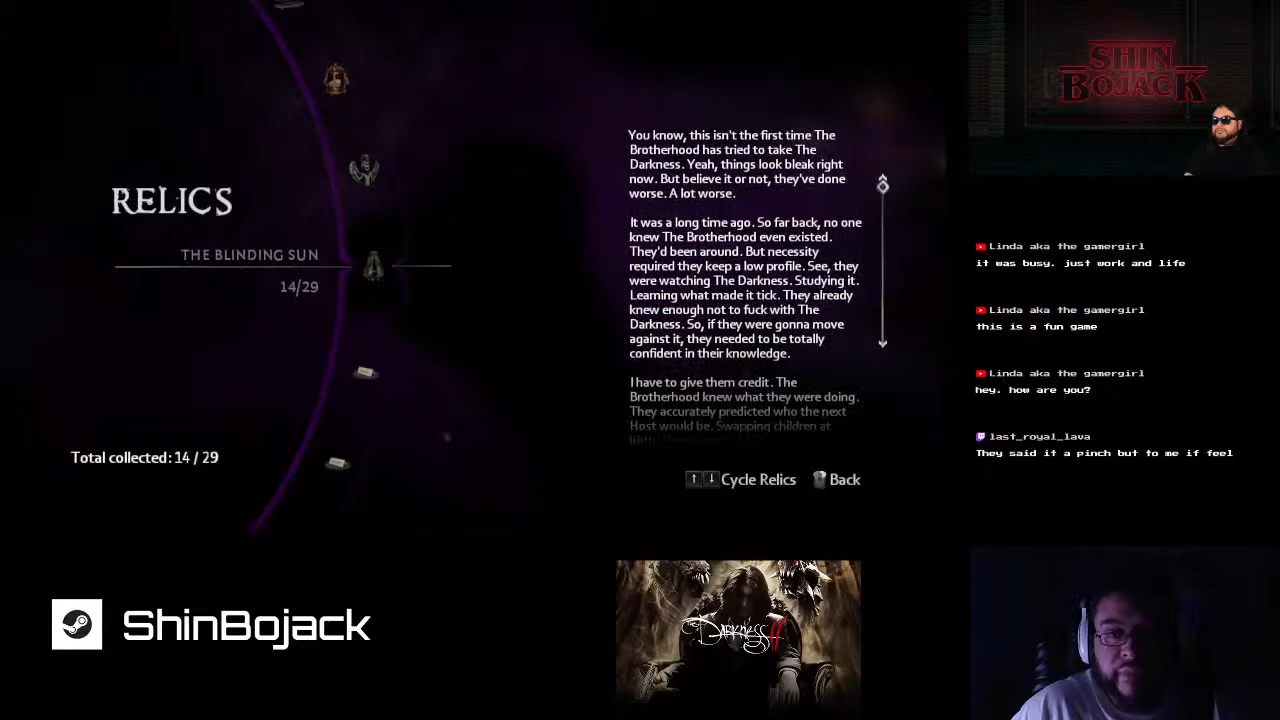 RELICS
THE BLINDING SUN
14/29
Total collected: 14 / 29
You know, this isn't the first time The
Brotherhood has tried to take The
Darkness. Yeah, things look bleak right
now. But believe it or not, they've done
worse. A lot worse.
It was a long time ago. So far back, no one
knew The Brotherhood even existed.
They'd been around. But necessity
required they keep a low profile. See, they
were watching The Darkness. Studying it.
Learning what made it tick. They already
knew enough not to fuck with The
Darkness. So, if they were gonna move
against it, they needed to be totally
confident in their knowledge.
I have to give them credit. The
Brotherhood knew what they were doing.
They accurately predicted who the next
Host would be. Swapping children at
↑ ↓ Cycle Relics Back
ShinBojack
The Darkness II
SHIN
BOJACK
Linda aka the gamergirl
it was busy. just work and life
Linda aka the gamergirl
this is a fun game
Linda aka the gamergirl
hey. how are you?
last_royal_lava
They said it a pinch but to me if feel